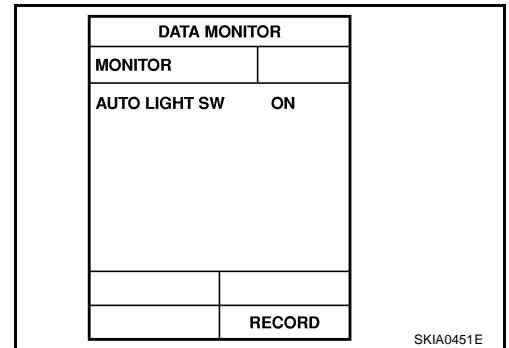 DATA MONITOR
MONITOR
AUTO LIGHT SW ON
RECORD
SKIA0451E